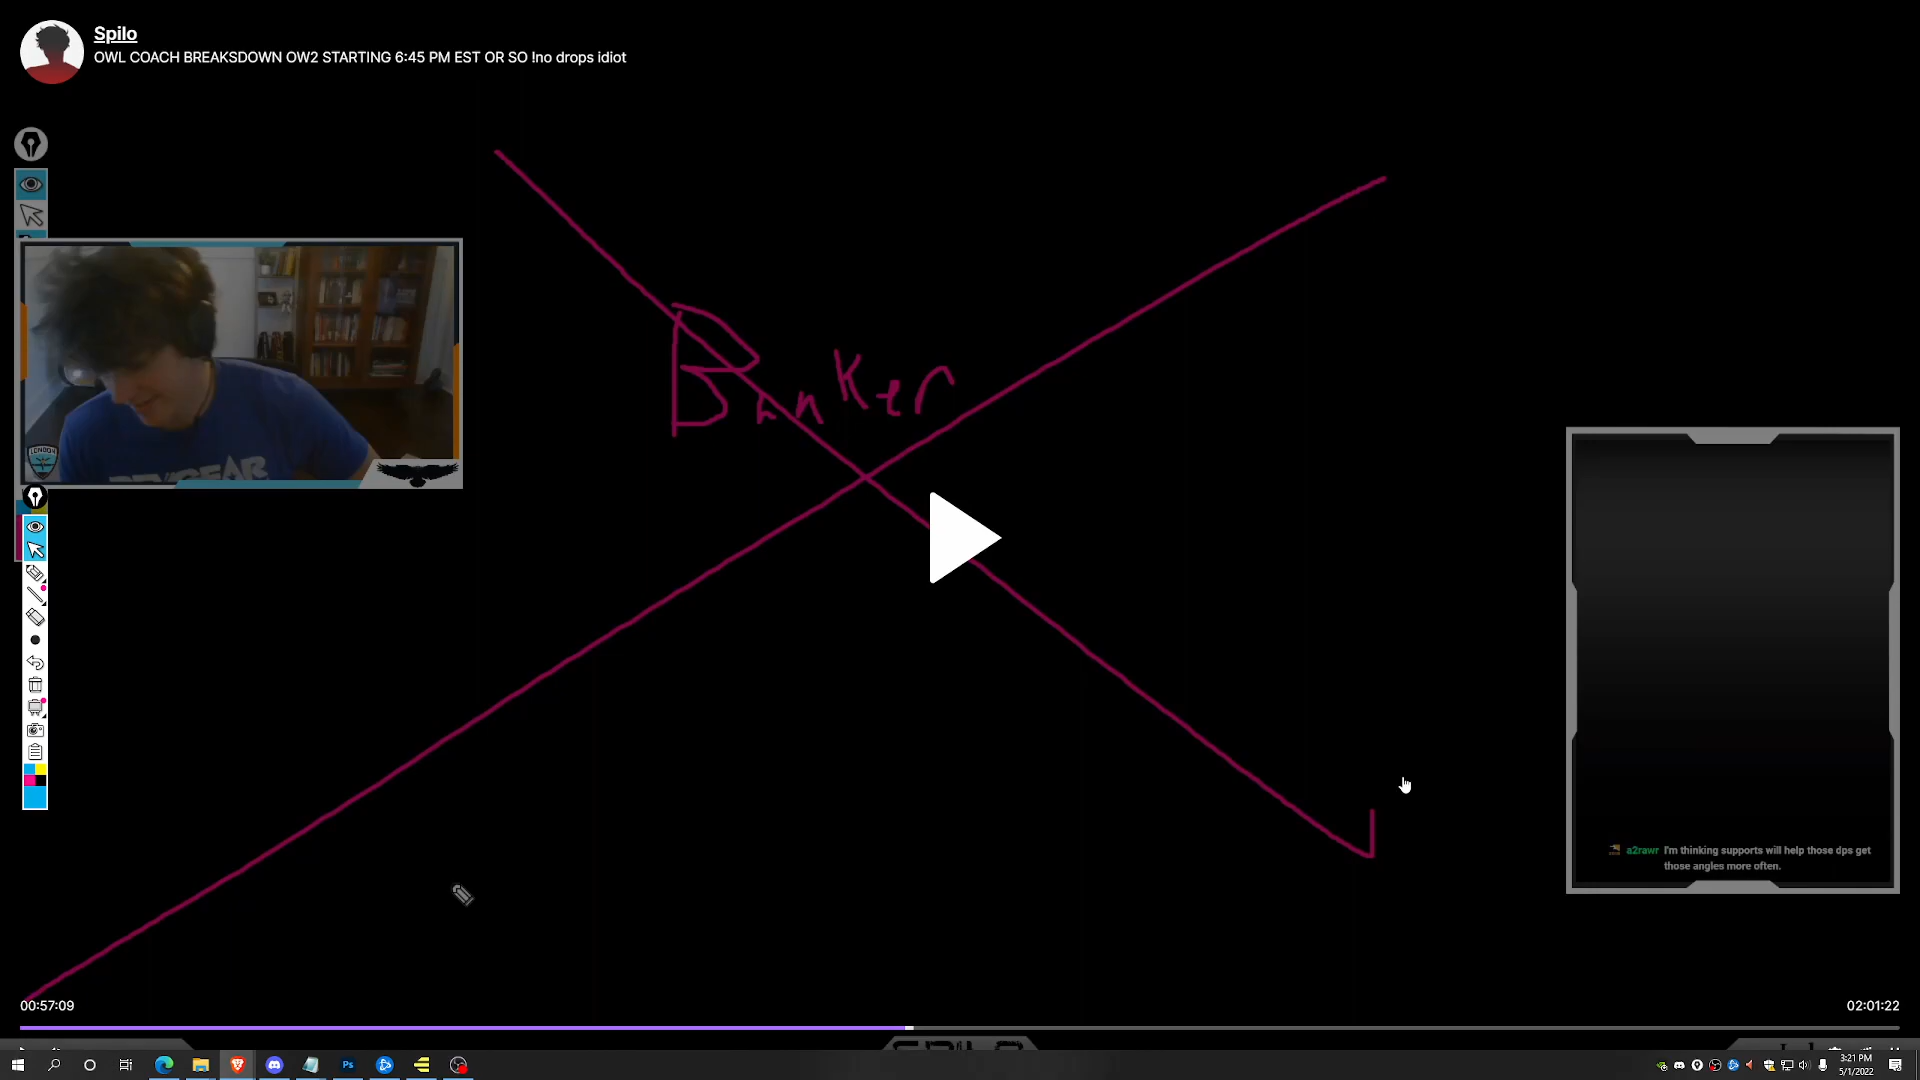 Spilo
OWL COACH BREAKSDOWN OW2 STARTING 6:45 PM EST OR SO !no drops idiot
LONDON
Bunker
a2rawr I'm thinking supports will help those dps get
those angles more often.
00:57:09
02:01:22
Ps
3:21 PM
5/1/2022